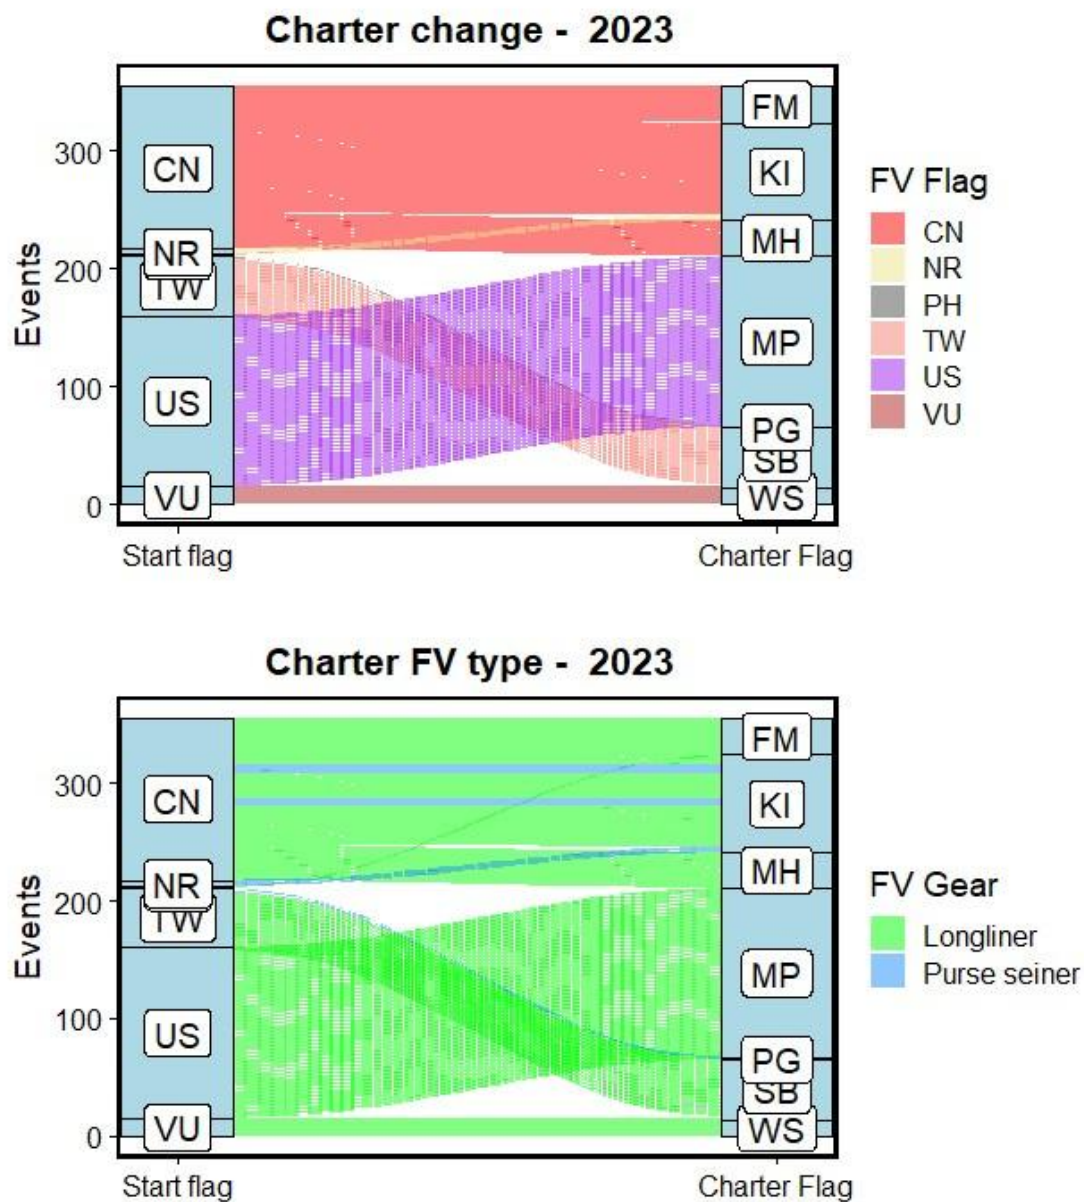 Charter change - 2023
Events
300
200
100
0
CN
NR
TW
US
VU
FM
KI
MH
MP
PG
SB
WS
Start flag
Charter Flag
FV Flag
CN
NR
PH
TW
US
VU
Charter FV type - 2023
Events
300
200
100
0
CN
NR
TW
US
VU
FM
KI
MH
MP
PG
SB
WS
Start flag
Charter Flag
FV Gear
Longliner
Purse seiner